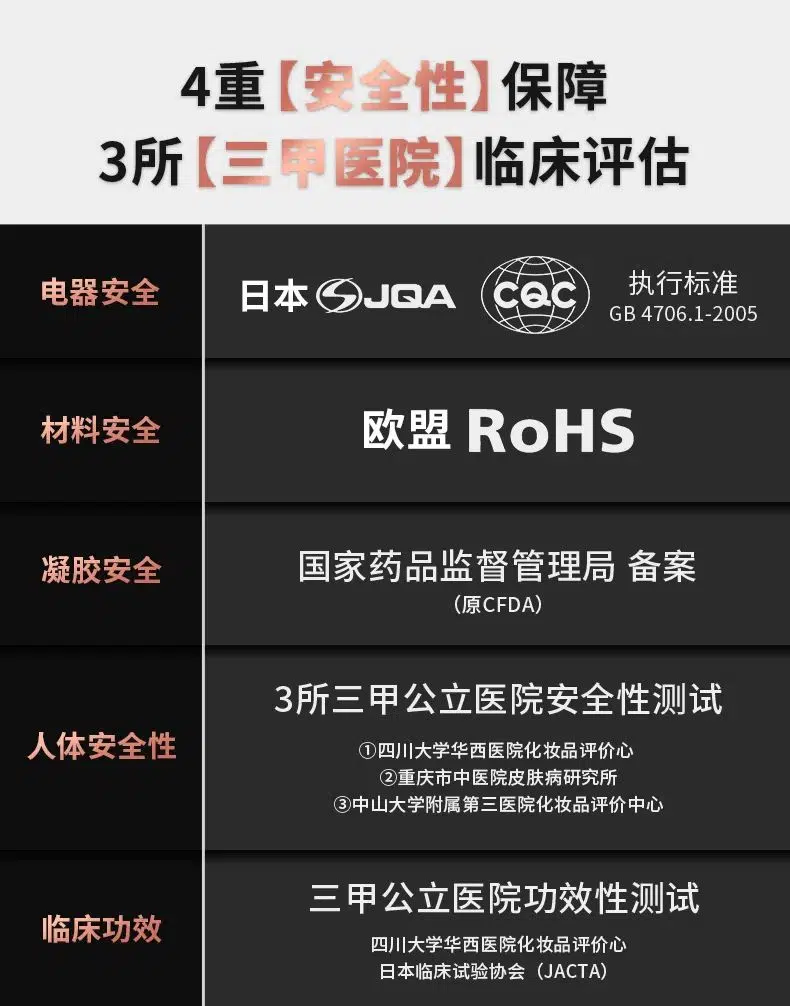 4重【安全性】保障
3所【三甲医院】临床评估
电器安全
日本 JQA CQC 执行标准
GB 4706.1-2005
材料安全
欧盟 RoHS
凝胶安全
国家药品监督管理局 备案
（原CFDA）
人体安全性
3所三甲公立医院安全性测试
①四川大学华西医院化妆品评价心
②重庆市中医院皮肤病研究所
③中山大学附属第三医院化妆品评价中心
临床功效
三甲公立医院功效性测试
四川大学华西医院化妆品评价心
日本临床试验协会（JACTA）